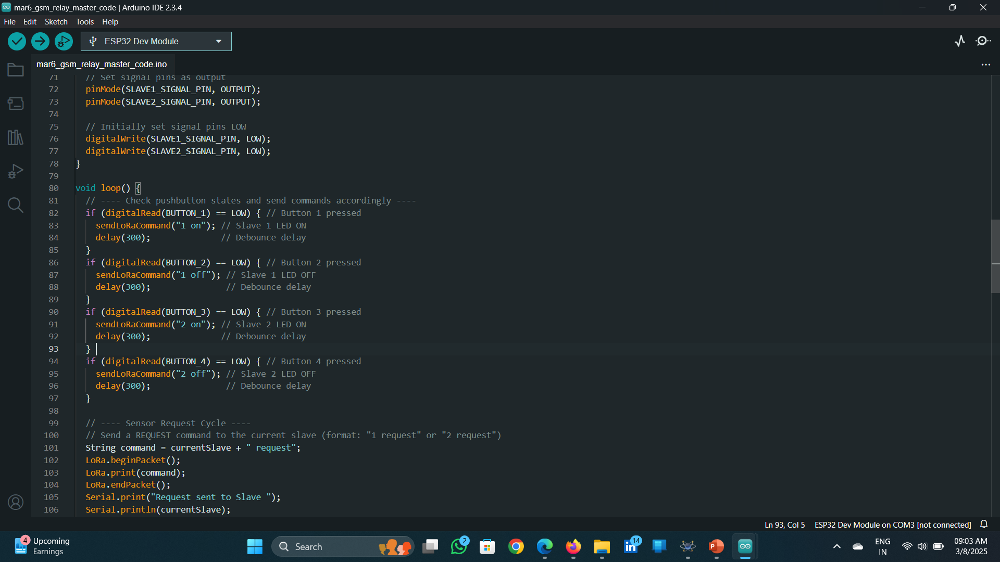 mar6_gsm_relay_master_code | Arduino IDE 2.3.4
File Edit Sketch Tools Help
ESP32 Dev Module
mar6_gsm_relay_master_code.ino
71 // Set signal pins as output
72 pinMode(SLAVE1_SIGNAL_PIN, OUTPUT);
73 pinMode(SLAVE2_SIGNAL_PIN, OUTPUT);
74
75 // Initially set signal pins LOW
76 digitalWrite(SLAVE1_SIGNAL_PIN, LOW);
77 digitalWrite(SLAVE2_SIGNAL_PIN, LOW);
78 }
79
80 void loop() {
81 // ---- Check pushbutton states and send commands accordingly ----
82 if (digitalRead(BUTTON_1) == LOW) { // Button 1 pressed
83 sendLoRaCommand("1 on"); // Slave 1 LED ON
84 delay(300); // Debounce delay
85 }
86 if (digitalRead(BUTTON_2) == LOW) { // Button 2 pressed
87 sendLoRaCommand("1 off"); // Slave 1 LED OFF
88 delay(300); // Debounce delay
89 }
90 if (digitalRead(BUTTON_3) == LOW) { // Button 3 pressed
91 sendLoRaCommand("2 on"); // Slave 2 LED ON
92 delay(300); // Debounce delay
93 }
94 if (digitalRead(BUTTON_4) == LOW) { // Button 4 pressed
95 sendLoRaCommand("2 off"); // Slave 2 LED OFF
96 delay(300); // Debounce delay
97 }
98
99 // ---- Sensor Request Cycle ----
100 // Send a REQUEST command to the current slave (format: "1 request" or "2 request")
101 String command = currentSlave + " request";
102 LoRa.beginPacket();
103 LoRa.print(command);
104 LoRa.endPacket();
105 Serial.print("Request sent to Slave ");
106 Serial.println(currentSlave);
Ln 93, Col 5 ESP32 Dev Module on COM3 [not connected]
4 Upcoming
Earnings
Search
2
14
ENG
IN
09:03 AM
3/8/2025